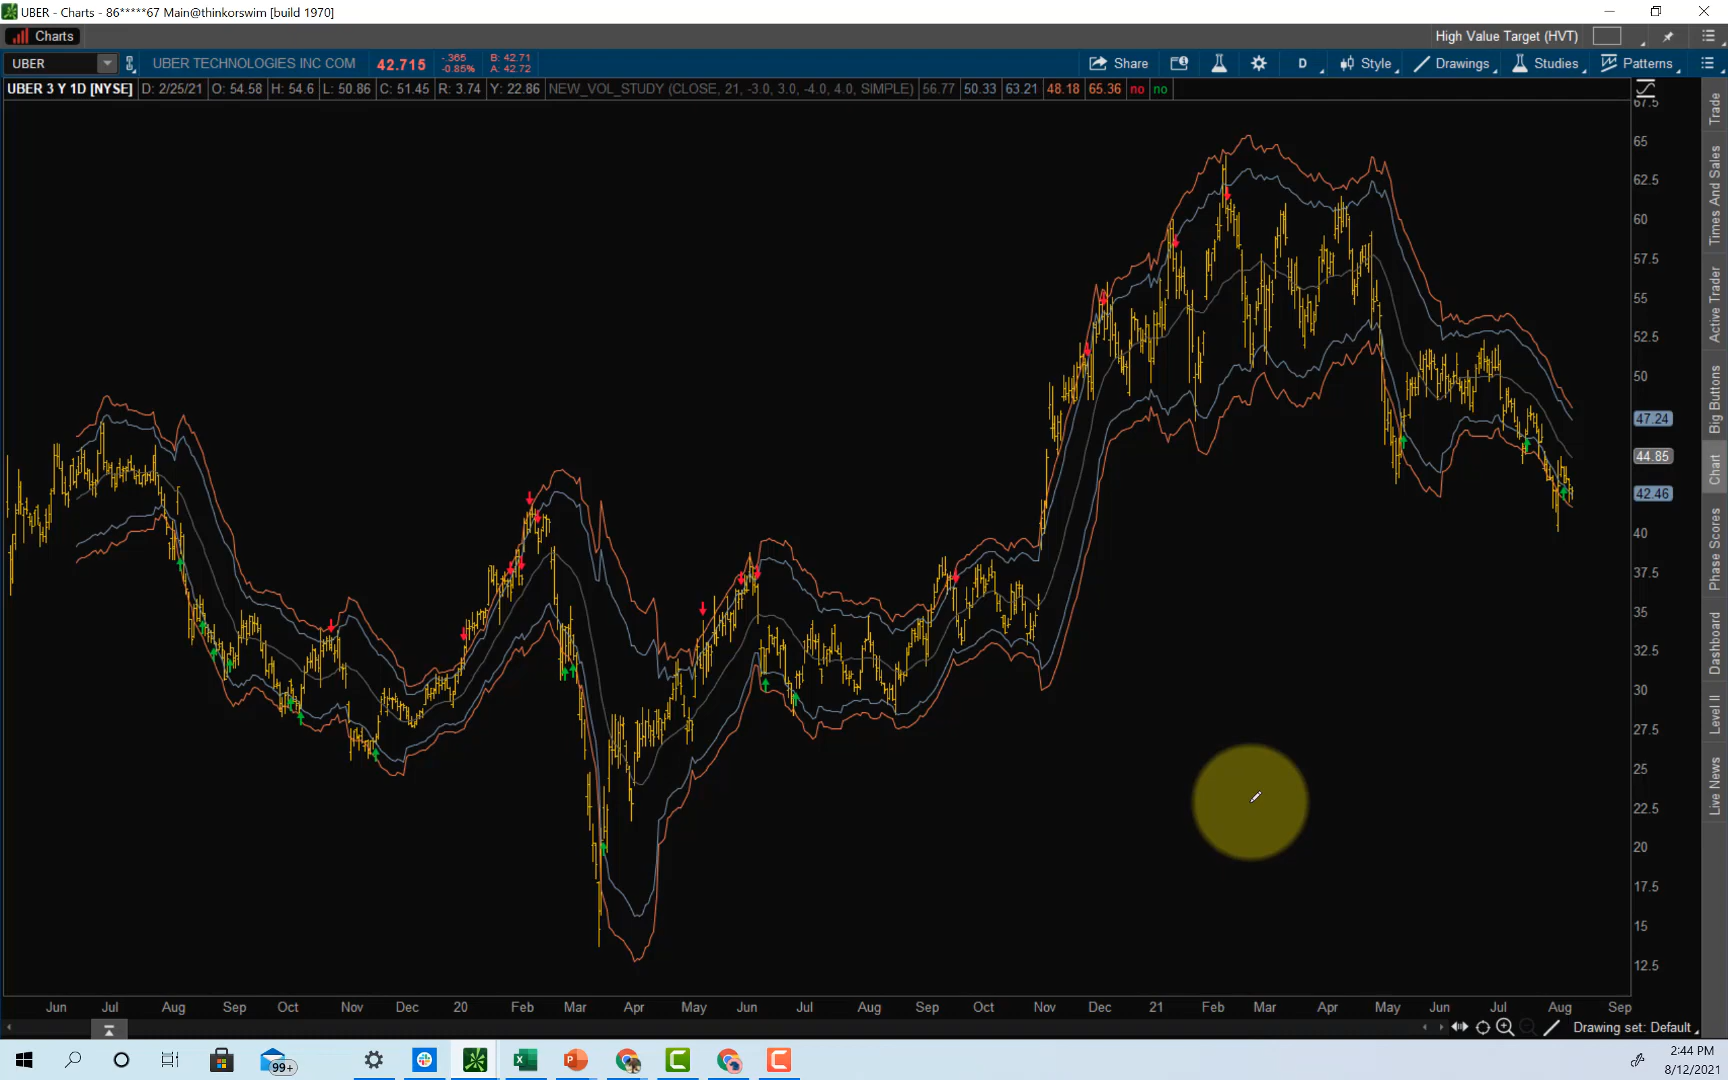 UBER - Charts - 86*****67 Main@thinkorswim [build 1970]
Charts
High Value Target (HVT)
UBER
UBER TECHNOLOGIES INC COM
42.715
-.365
-0.85%
B: 42.71
A: 42.72
Share
D
Style
Drawings
Studies
Patterns
UBER 3 Y 1D [NYSE]
D: 2/25/21
O: 54.58
H: 54.6
L: 50.86
C: 51.45
R: 3.74
Y: 22.86
NEW_VOL_STUDY (CLOSE, 21, -3.0, 3.0, -4.0, 4.0, SIMPLE)
56.77
50.33
63.21
48.18
65.36
no
no
67.5
65
62.5
60
57.5
55
52.5
50
47.24
44.85
42.46
40
37.5
35
32.5
30
27.5
25
22.5
20
17.5
15
12.5
Trade
Times And Sales
Active Trader
Big Buttons
Chart
Phase Scores
Dashboard
Level II
Live News
Jun Jul Aug Sep Oct Nov Dec 20 Feb Mar Apr May Jun Jul Aug Sep Oct Nov Dec 21 Feb Mar Apr May Jun Jul Aug Sep
Drawing set: Default
99+
2:44 PM
8/12/2021